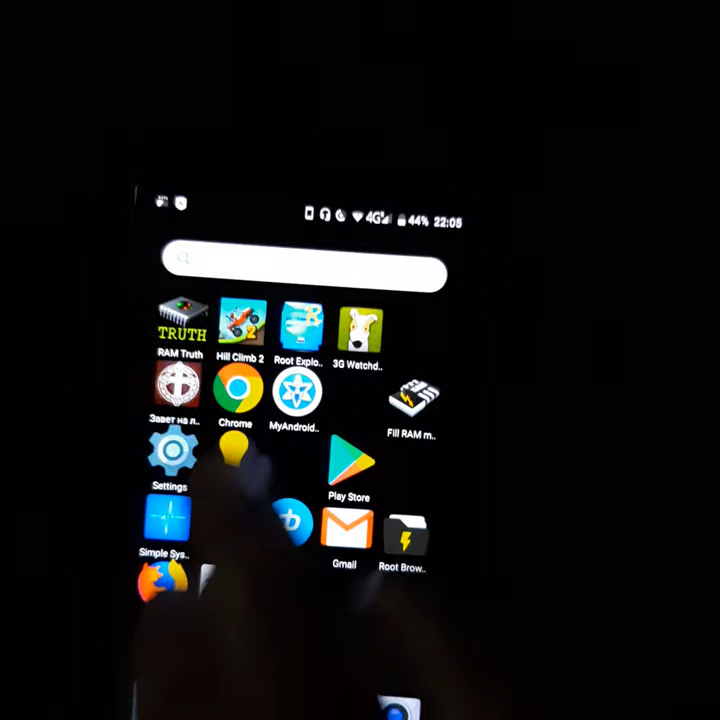 4G 44% 22:05
TRUTH
RAM Truth Hill Climb 2 Root Explo.. 3G Watchd..
Завет на л.. Chrome MyAndroid.. Fill RAM m..
Settings Play Store
Simple Sys.. Gmail Root Brow..